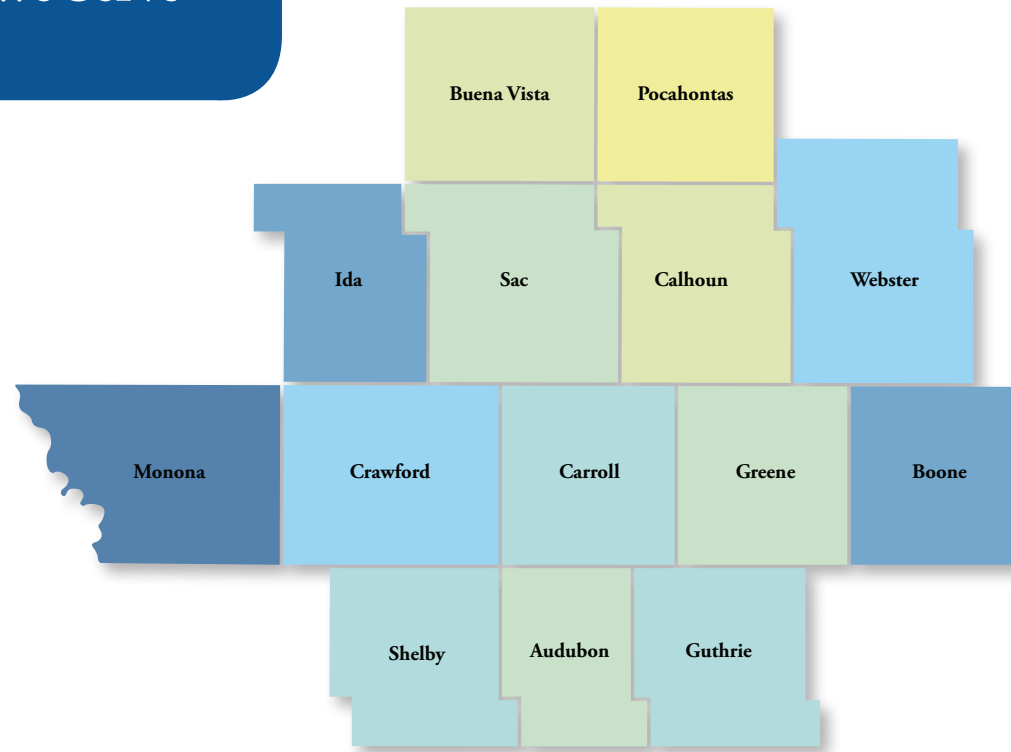 Buena Vista
Pocahontas
Ida
Sac
Calhoun
Webster
Monona
Crawford
Carroll
Greene
Boone
Shelby
Audubon
Guthrie